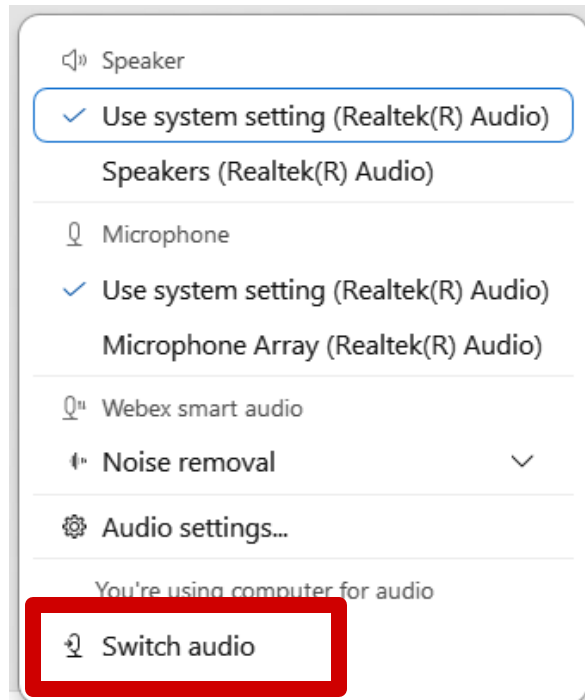 Speaker
Use system setting (Realtek(R) Audio)
Speakers (Realtek(R) Audio)
Microphone
Use system setting (Realtek(R) Audio)
Microphone Array (Realtek(R) Audio)
Webex smart audio
Noise removal
Audio settings...
You're using computer for audio
Switch audio